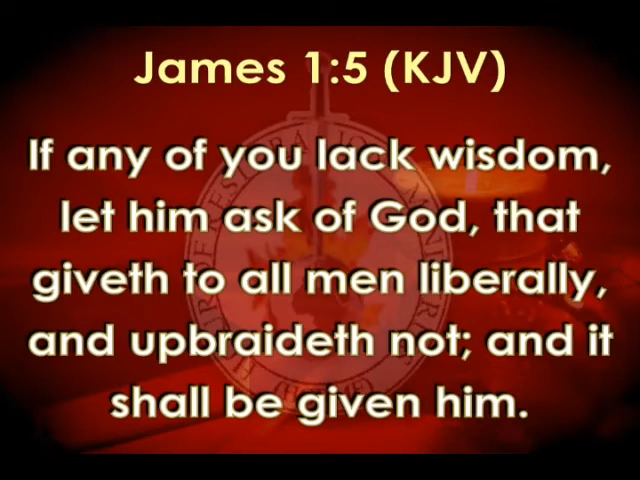 James 1:5 (KJV)
If any of you lack wisdom,
let him ask of God, that
giveth to all men liberally,
and upbraideth not; and it
shall be given him.
(HOREMI)